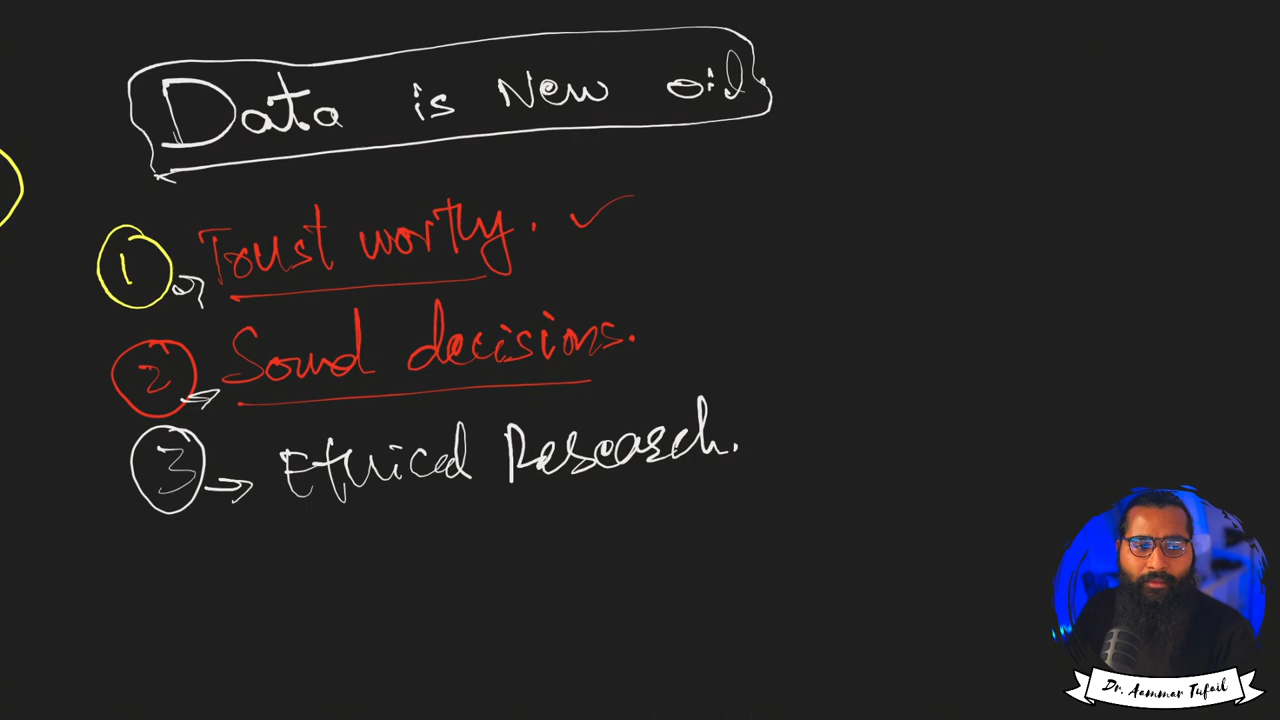 Data is New oil
1 Trust worthy. ✓
2 → Sound decisions.
3 → Ethical Research.
Dr. Aammar Tufail